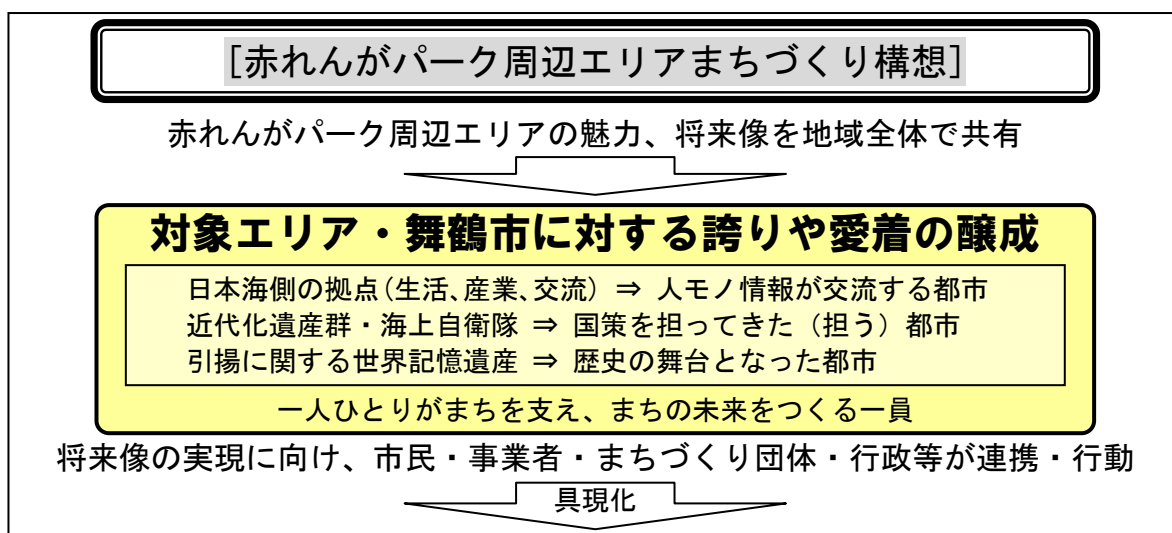 [赤れんがパーク周辺エリアまちづくり構想]
赤れんがパーク周辺エリアの魅力、将来像を地域全体で共有
対象エリア・舞鶴市に対する誇りや愛着の醸成
日本海側の拠点(生活、産業、交流) ⇒ 人モノ情報が交流する都市
近代化遺産群・海上自衛隊 ⇒ 国策を担ってきた(担う)都市
引揚に関する世界記憶遺産 ⇒ 歴史の舞台となった都市
一人ひとりがまちを支え、まちの未来をつくる一員
将来像の実現に向け、市民・事業者・まちづくり団体・行政等が連携・行動
具現化